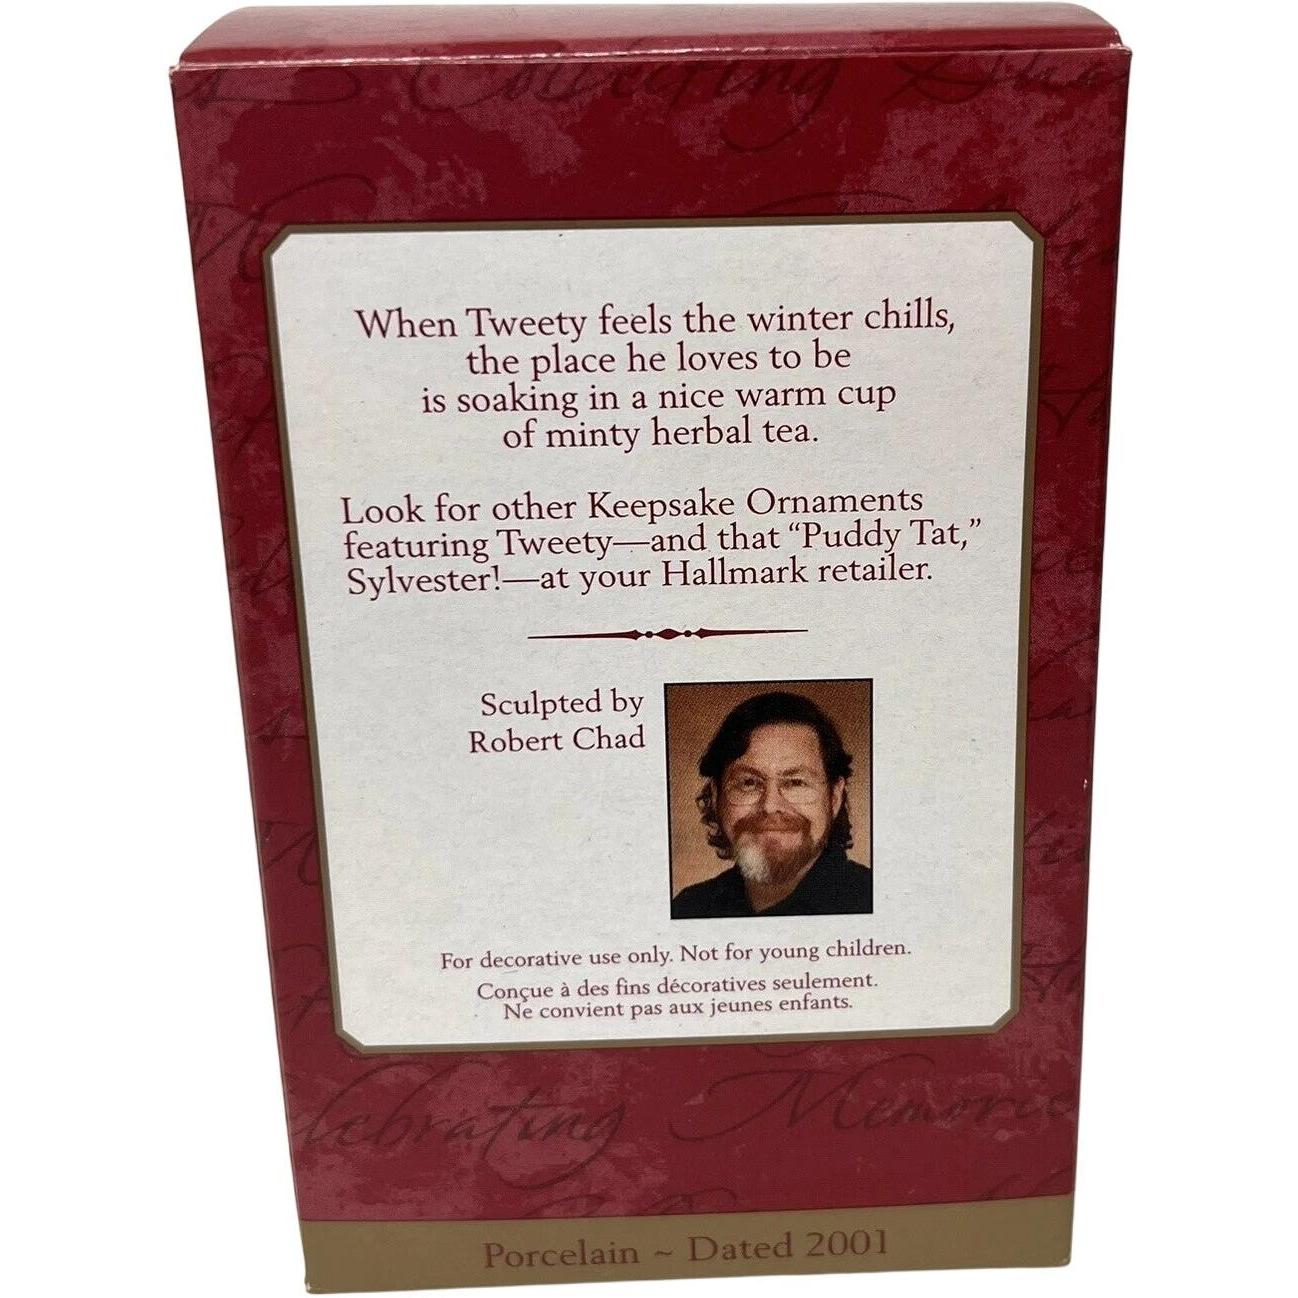 Collecting
When Tweety feels the winter chills,
the place he loves to be
is soaking in a nice warm cup
of minty herbal tea.
Look for other Keepsake Ornaments
featuring Tweety—and that “Puddy Tat,”
Sylvester!—at your Hallmark retailer.
Sculpted by
Robert Chad
For decorative use only. Not for young children.
Conçue à des fins décoratives seulement.
Ne convient pas aux jeunes enfants.
lebrating Memorie
Porcelain ~ Dated 2001